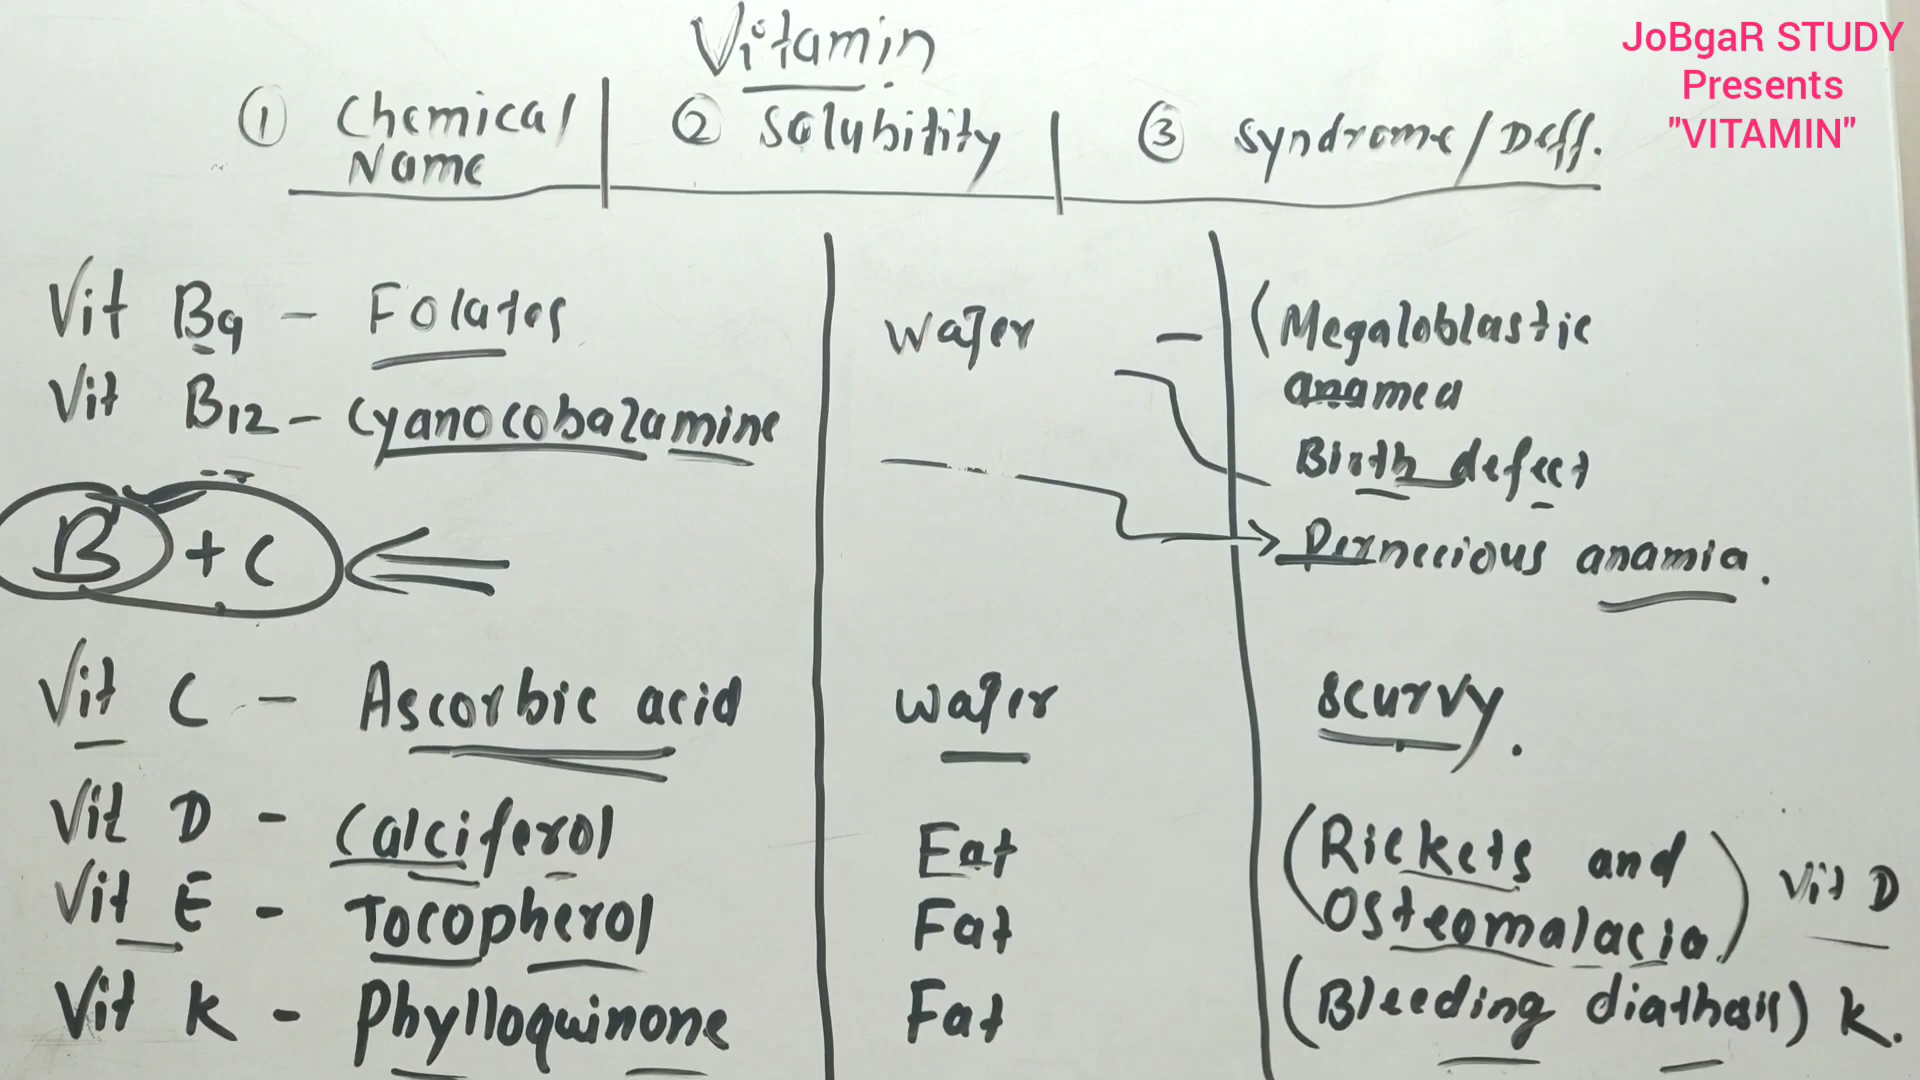 Vitamin
JoBgaR STUDY
Presents
"VITAMIN"
① Chemical Name
② Solubitity
③ Syndrome/Deff.
Vit B9 - Folates
Water
- (Megaloblastic
anamea
Vit B12 - Cyanocobalamine
Birth defect
Pernecious anamia.
B + C
Vit C - Ascorbic acid
Water
Scurvy.
Vit D - Calciferol
Fat
(Rickets and
Osteomalacia)
Vit D
Vit E - Tocopherol
Fat
Vit K - Phylloquinone
Fat
(Bleeding diathesis) K.